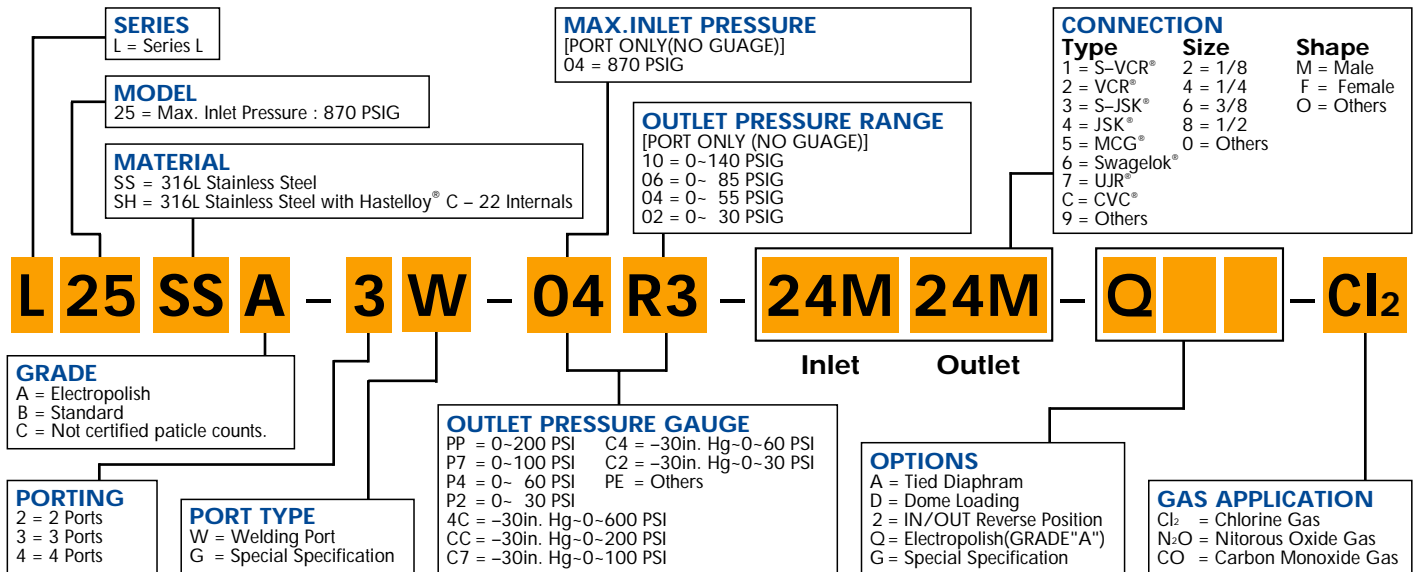 SERIES
L = Series L
MODEL
25 = Max. Inlet Pressure : 870 PSIG
MATERIAL
SS = 316L Stainless Steel
SH = 316L Stainless Steel with Hastelloy® C – 22 Internals
MAX.INLET PRESSURE
[PORT ONLY(NO GUAGE)]
04 = 870 PSIG
OUTLET PRESSURE RANGE
[PORT ONLY (NO GUAGE)]
10 = 0~140 PSIG
06 = 0~ 85 PSIG
04 = 0~ 55 PSIG
02 = 0~ 30 PSIG
CONNECTION
Type Size Shape
1 = S–VCR® 2 = 1/8 M = Male
2 = VCR® 4 = 1/4 F = Female
3 = S–JSK® 6 = 3/8 O = Others
4 = JSK® 8 = 1/2
5 = MCG® 0 = Others
6 = Swagelok®
7 = UJR®
C = CVC®
9 = Others
L 25 SS A – 3 W – 04 R3 – 24M 24M – Q – Cl₂
Inlet Outlet
GRADE
A = Electropolish
B = Standard
C = Not certified paticle counts.
PORTING
2 = 2 Ports
3 = 3 Ports
4 = 4 Ports
PORT TYPE
W = Welding Port
G = Special Specification
OUTLET PRESSURE GAUGE
PP = 0~200 PSI C4 = –30in. Hg~0~60 PSI
P7 = 0~100 PSI C2 = –30in. Hg~0~30 PSI
P4 = 0~ 60 PSI PE = Others
P2 = 0~ 30 PSI
4C = –30in. Hg~0~600 PSI
CC = –30in. Hg~0~200 PSI
C7 = –30in. Hg~0~100 PSI
OPTIONS
A = Tied Diaphram
D = Dome Loading
2 = IN/OUT Reverse Position
Q = Electropolish(GRADE"A")
G = Special Specification
GAS APPLICATION
Cl₂ = Chlorine Gas
N₂O = Nitorous Oxide Gas
CO = Carbon Monoxide Gas